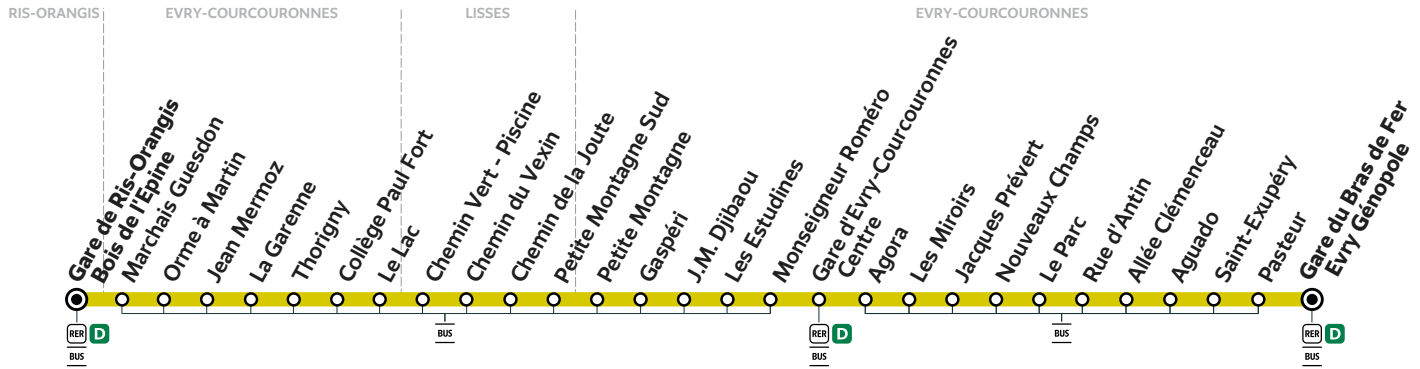 RIS-ORANGIS
EVRY-COURCOURONNES
LISSES
EVRY-COURCOURONNES
Gare de Ris-Orangis
Bois de l'Epine
Marchais Guesdon
Orme à Martin
Jean Mermoz
La Garenne
Thorigny
Collège Paul Fort
Le Lac
Chemin Vert - Piscine
Chemin du Vexin
Chemin de la Joute
Petite Montagne Sud
Petite Montagne
Gaspéri
J.M. Djibaou
Les Estudines
Monseigneur Roméro
Gare d'Evry-Courcouronnes
Centre
Agora
Les Miroirs
Jacques Prévert
Nouveaux Champs
Le Parc
Rue d'Antin
Allée Clémenceau
Aguado
Saint-Exupéry
Pasteur
Gare du Bras de Fer
Evry Génopole
RER D
BUS
BUS
RER D
BUS
BUS
RER D
BUS